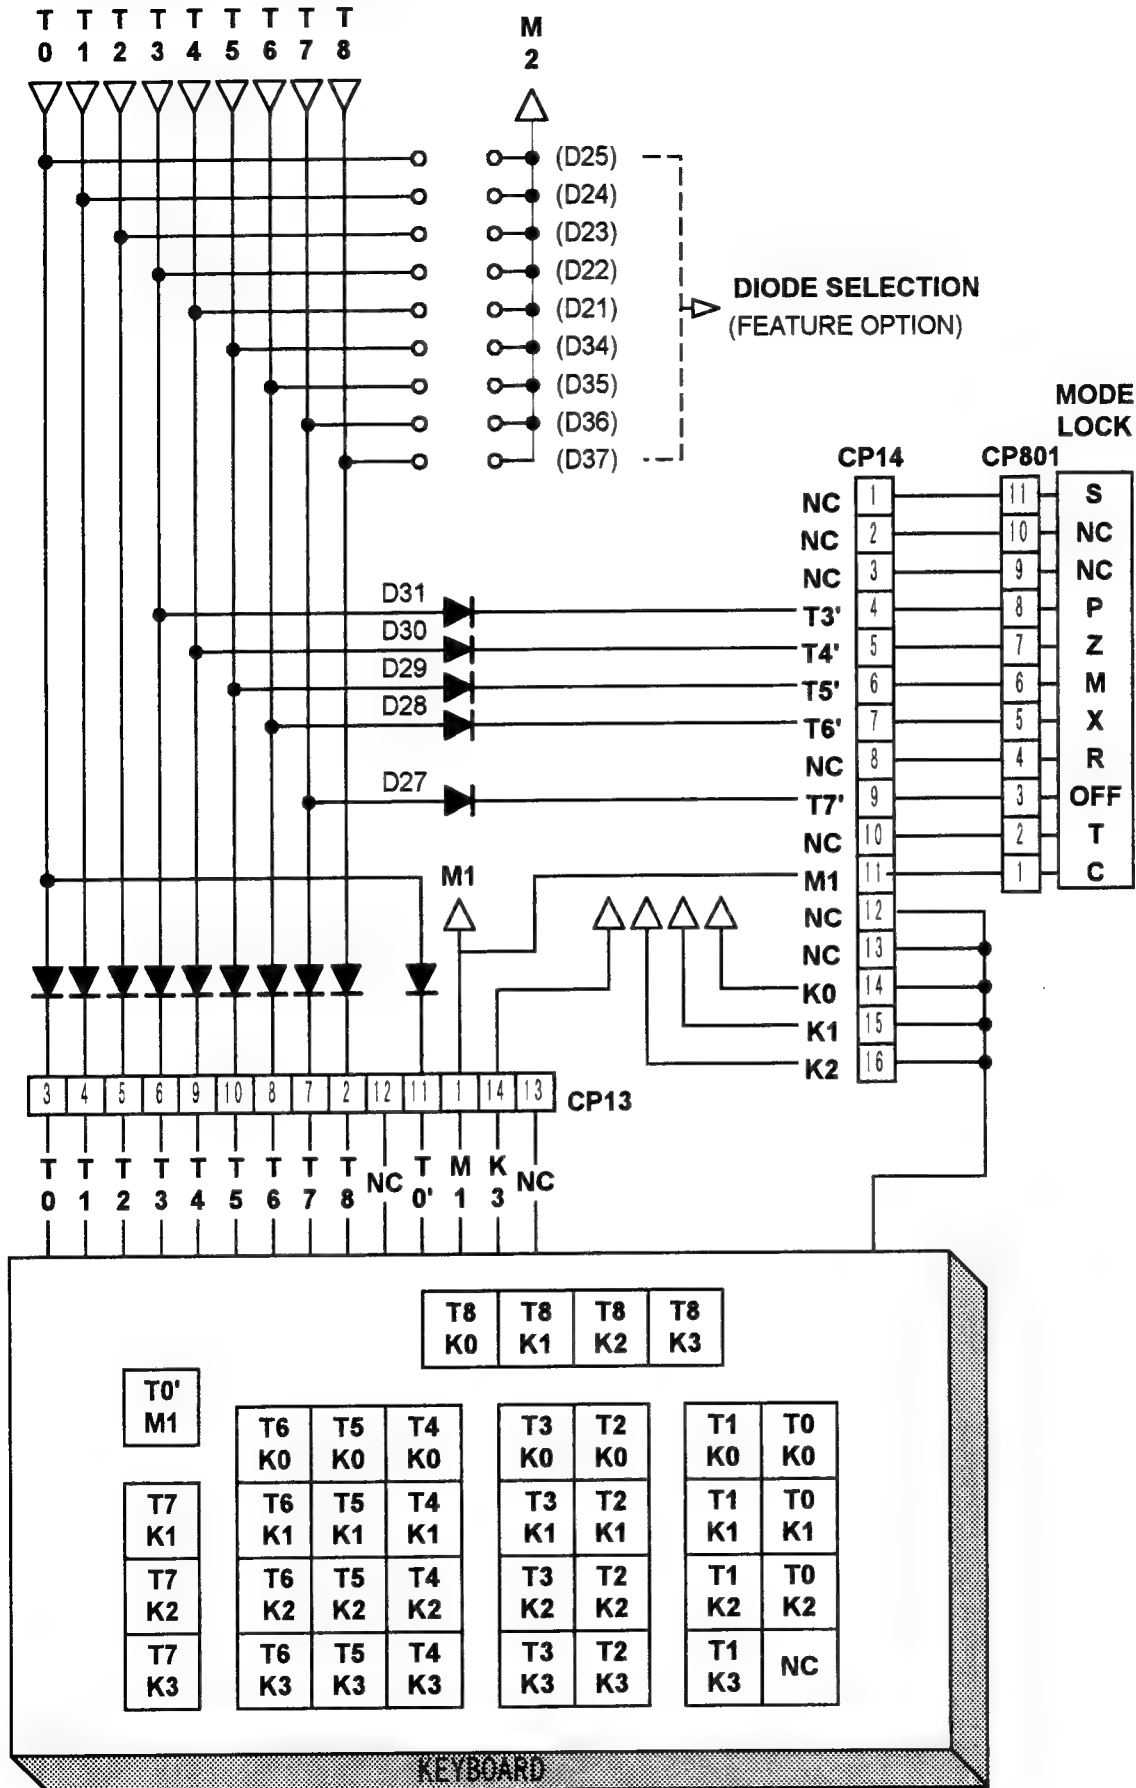 T T T T T T T T T
0 1 2 3 4 5 6 7 8
M
2
(D25)
(D24)
(D23)
(D22)
(D21)
(D34)
(D35)
(D36)
(D37)
DIODE SELECTION
(FEATURE OPTION)
MODE
LOCK
CP14 CP801
NC 1 11 S
NC 2 10 NC
NC 3 9 NC
D31 T3' 4 8 P
D30 T4' 5 7 Z
D29 T5' 6 6 M
D28 T6' 7 5 X
NC 8 4 R
D27 T7' 9 3 OFF
NC 10 2 T
M1 M1 11 1 C
NC 12
NC 13
K0 14
K1 15
K2 16
3 4 5 6 9 10 8 7 2 12 11 1 14 13 CP13
T T T T T T T T T NC T M K NC
0 1 2 3 4 5 6 7 8 0' 1 3
T8 T8 T8 T8
K0 K1 K2 K3
T0'
M1
T6 T5 T4 T3 T2 T1 T0
K0 K0 K0 K0 K0 K0 K0
T7 T6 T5 T4 T3 T2 T1 T0
K1 K1 K1 K1 K1 K1 K1 K1
T7 T6 T5 T4 T3 T2 T1 T0
K2 K2 K2 K2 K2 K2 K2 K2
T7 T6 T5 T4 T3 T2 T1 NC
K3 K3 K3 K3 K3 K3 K3
KEYBOARD